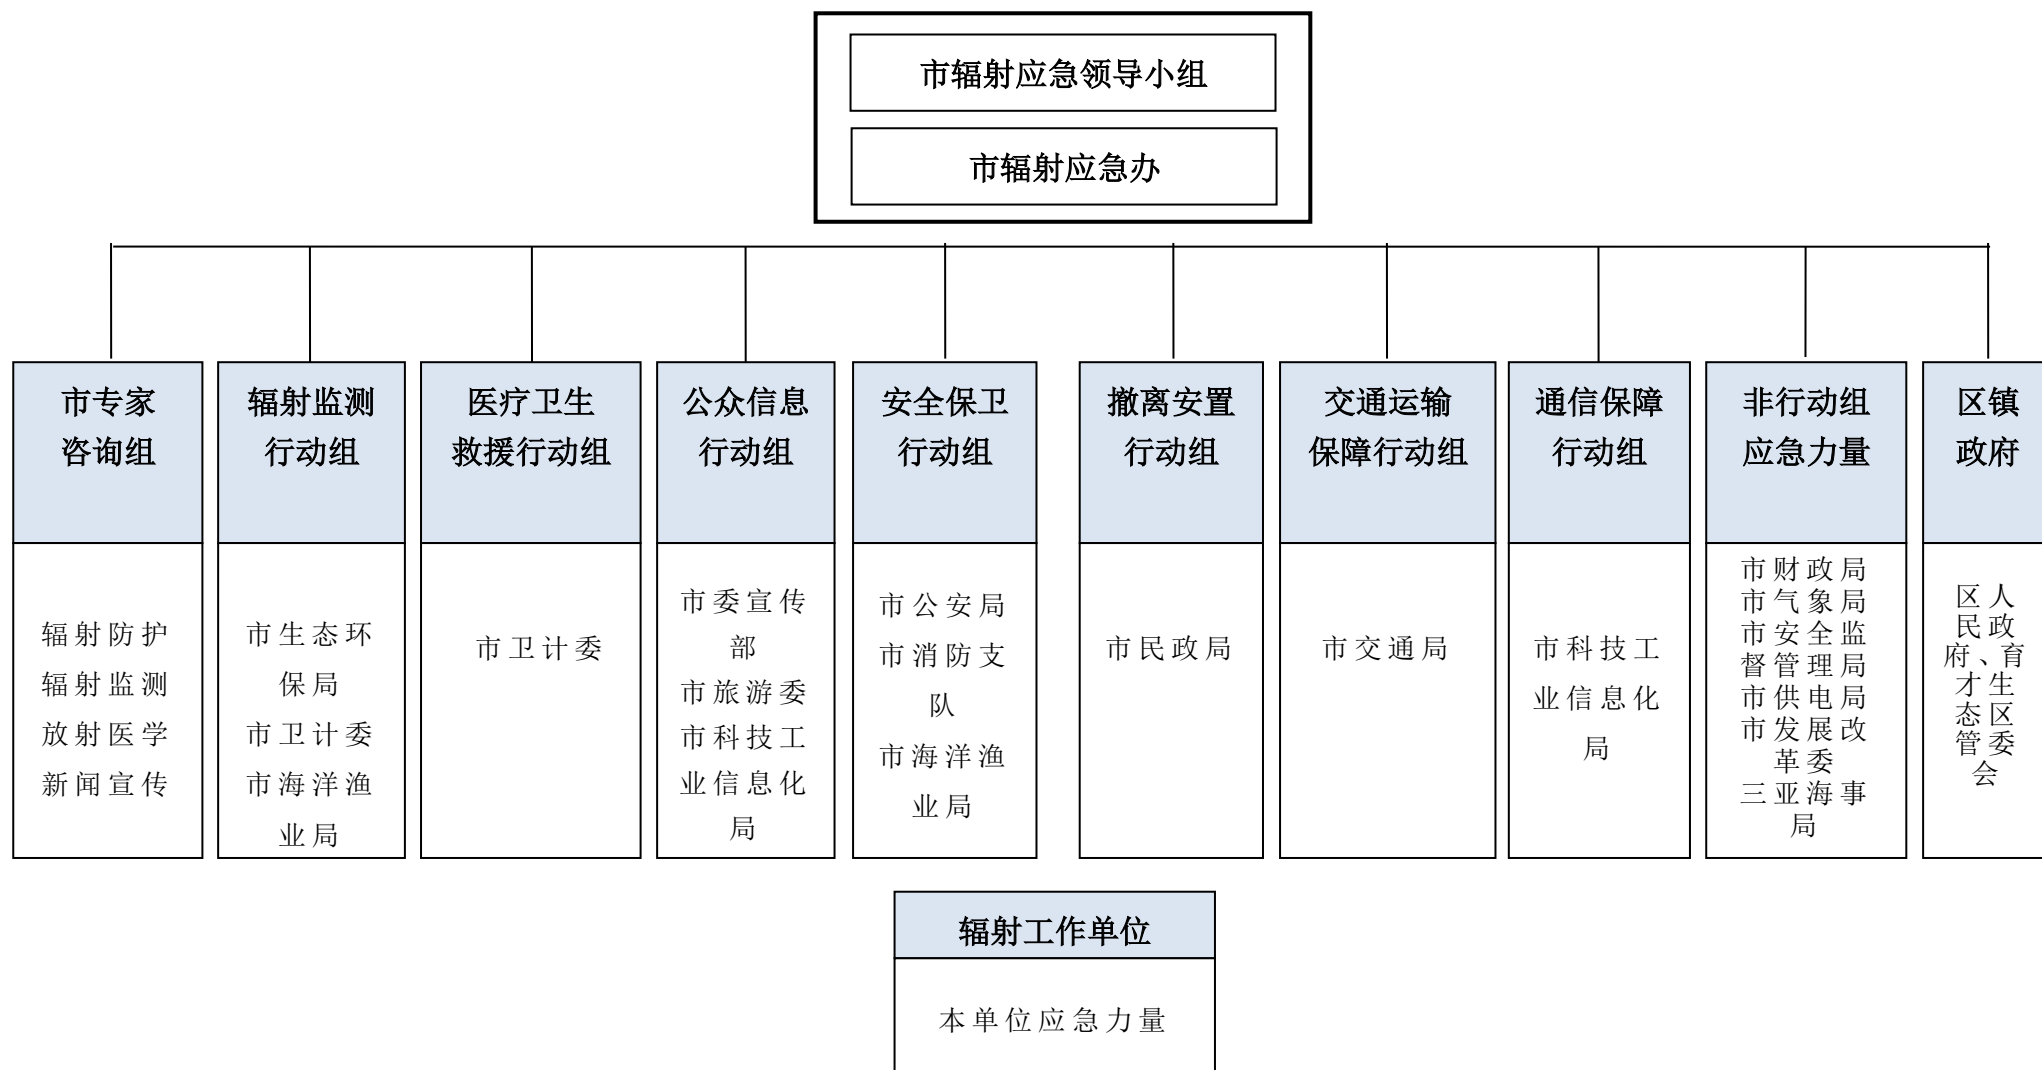 市辐射应急领导小组
市辐射应急办
市专家
咨询组
辐射防护
辐射监测
放射医学
新闻宣传
辐射监测
行动组
市生态环
保局
市卫计委
市海洋渔
业局
医疗卫生
救援行动组
市卫计委
公众信息
行动组
市委宣传
部
市旅游委
市科技工
业信息化
局
安全保卫
行动组
市公安局
市消防支
队
市海洋渔
业局
撤离安置
行动组
市民政局
交通运输
保障行动组
市交通局
通信保障
行动组
市科技工
业信息化
局
非行动组
应急力量
市财政局
市气象局
市安全监
督管理局
市供电局
市发展改
革委
三亚海事
局
区镇
政府
区人
民政
府、育
才生
态区
管委
会
辐射工作单位
本单位应急力量